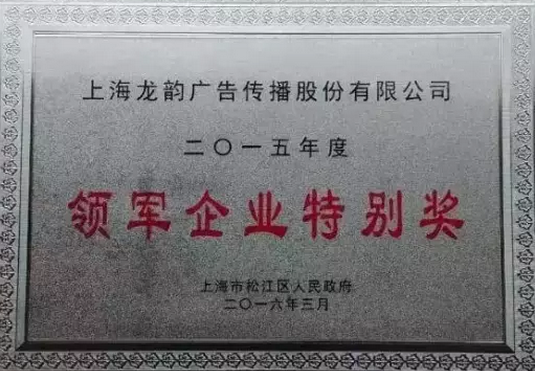 上海龙韵广告传播股份有限公司
二〇一五年度
领军企业特别奖
上海市松江区人民政府
二〇一六年三月